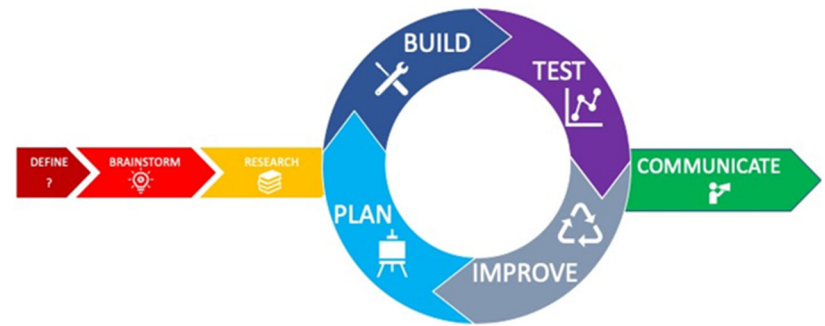 DEFINE
?
BRAINSTORM
RESEARCH
PLAN
BUILD
TEST
IMPROVE
COMMUNICATE